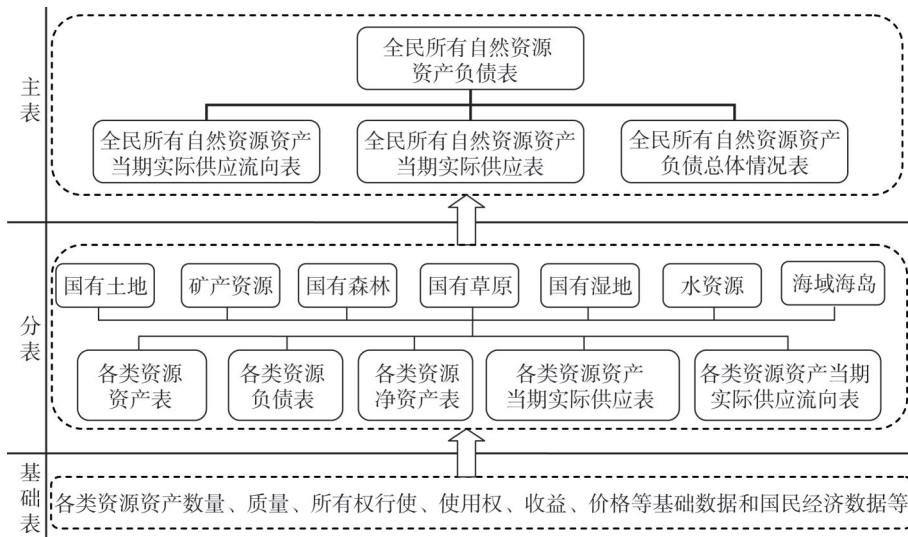 主表
全民所有自然资源
资产负债表
全民所有自然资源资产
当期实际供应流向表
全民所有自然资源资产
当期实际供应表
全民所有自然资源资产
负债总体情况表
分表
国有土地
矿产资源
国有森林
国有草原
国有湿地
水资源
海域海岛
各类资源
资产表
各类资源
负债表
各类资源
净资产表
各类资源资产
当期实际供应表
各类资源资产当期
实际供应流向表
基础表
各类资源资产数量、质量、所有权行使、使用权、收益、价格等基础数据和国民经济数据等